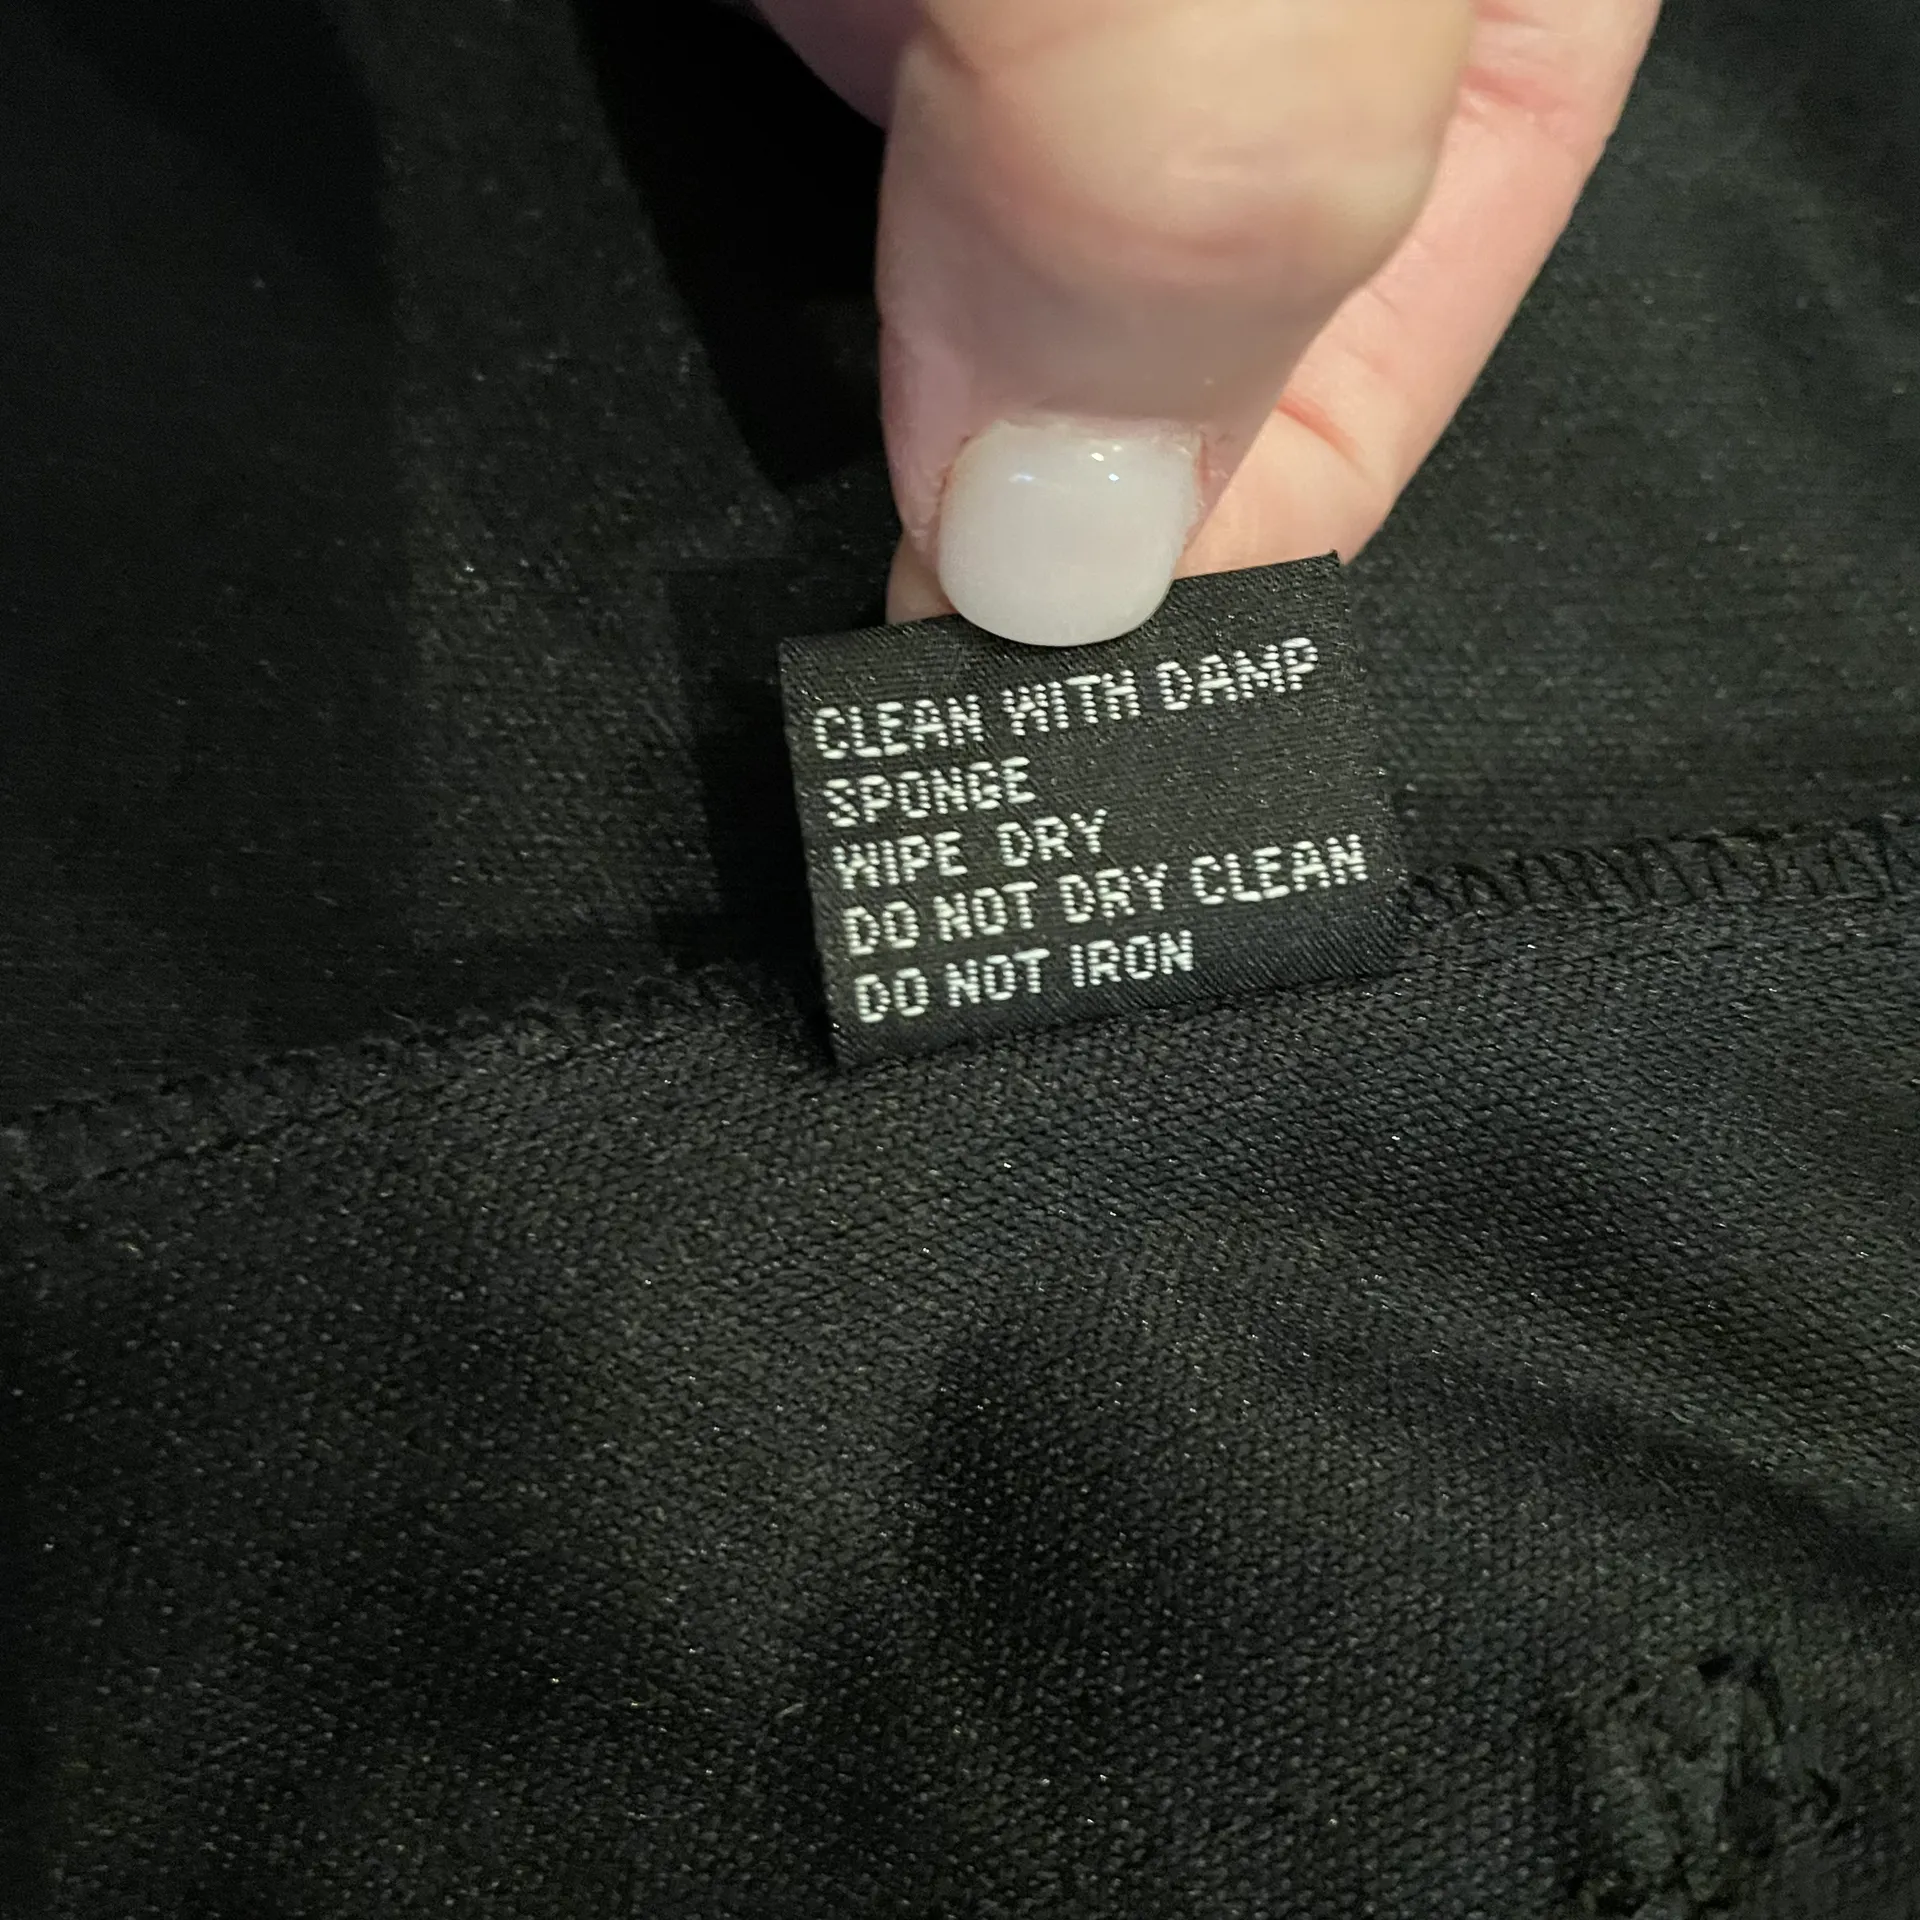 CLEAN WITH DAMP
SPONGE
WIPE DRY
DO NOT DRY CLEAN
DO NOT IRON